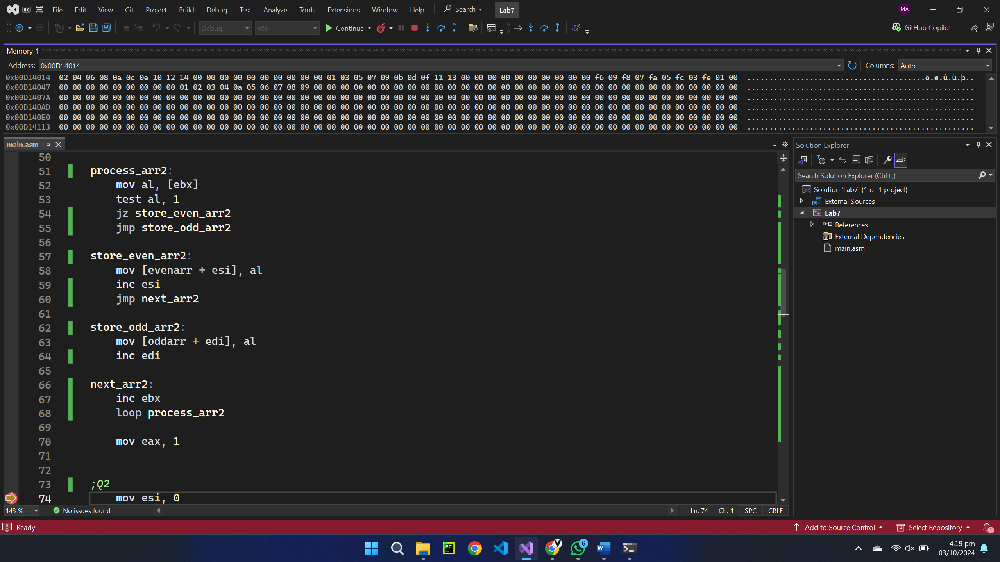 File Edit View Git Project Build Debug Test Analyze Tools Extensions Window Help Search Lab7 MA
Debug x86 Continue GitHub Copilot
Memory 1
Address: 0x00D14014 Columns: Auto
0x00D14014 02 04 06 08 0a 0c 0e 10 12 14 00 00 00 00 00 00 00 00 00 00 01 03 05 07 09 0b 0d 0f 11 13 00 00 00 00 00 00 00 00 00 00 f6 09 f8 07 fa 05 fc 03 fe 01 00 ........................................ö.ø.ú.ü.þ..
0x00D14047 00 00 00 00 00 00 00 00 00 01 02 03 04 0a 05 06 07 08 09 00 00 00 00 00 00 00 00 00 00 00 00 00 00 00 00 00 00 00 00 00 00 00 00 00 00 00 00 00 00 00 00 ...................................................
0x00D1407A 00 00 00 00 00 00 00 00 00 00 00 00 00 00 00 00 00 00 00 00 00 00 00 00 00 00 00 00 00 00 00 00 00 00 00 00 00 00 00 00 00 00 00 00 00 00 00 00 00 00 00 ...................................................
0x00D140AD 00 00 00 00 00 00 00 00 00 00 00 00 00 00 00 00 00 00 00 00 00 00 00 00 00 00 00 00 00 00 00 00 00 00 00 00 00 00 00 00 00 00 00 00 00 00 00 00 00 00 00 ...................................................
0x00D140E0 00 00 00 00 00 00 00 00 00 00 00 00 00 00 00 00 00 00 00 00 00 00 00 00 00 00 00 00 00 00 00 00 00 00 00 00 00 00 00 00 00 00 00 00 00 00 00 00 00 00 00 ...................................................
0x00D14113 00 00 00 00 00 00 00 00 00 00 00 00 00 00 00 00 00 00 00 00 00 00 00 00 00 00 00 00 00 00 00 00 00 00 00 00 00 00 00 00 00 00 00 00 00 00 00 00 00 00 00 ...................................................
main.asm
50
51 process_arr2:
52 mov al, [ebx]
53 test al, 1
54 jz store_even_arr2
55 jmp store_odd_arr2
56
57 store_even_arr2:
58 mov [evenarr + esi], al
59 inc esi
60 jmp next_arr2
61
62 store_odd_arr2:
63 mov [oddarr + edi], al
64 inc edi
65
66 next_arr2:
67 inc ebx
68 loop process_arr2
69
70 mov eax, 1
71
72
73 ;Q2
74 mov esi, 0
143 % No issues found Ln: 74 Ch: 1 SPC CRLF
Solution Explorer
Search Solution Explorer (Ctrl+;)
Solution 'Lab7' (1 of 1 project)
External Sources
Lab7
References
External Dependencies
main.asm
Ready Add to Source Control Select Repository 1
PC 6 W
4:19 pm
03/10/2024